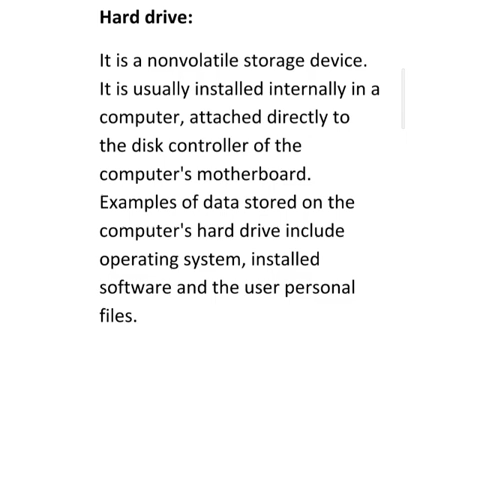 Hard drive:
It is a nonvolatile storage device.
It is usually installed internally in a
computer, attached directly to
the disk controller of the
computer's motherboard.
Examples of data stored on the
computer's hard drive include
operating system, installed
software and the user personal
files.